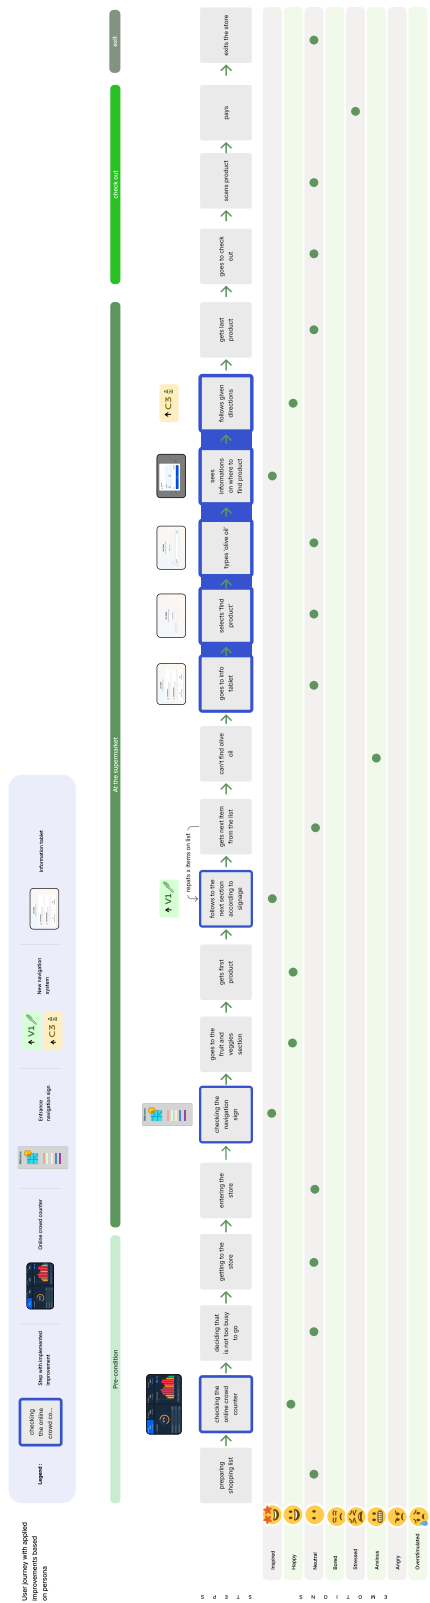 User journey with applied
improvements based
on persona
Legend:
checking
the online
crowd co...
Step with implemented
improvement
Online crowd counter
Entrance
navigation sign
V1
C3
New navigation
system
Information tablet
Pre-condition
At the supermarket
check out
exit
V1
C3
repats x items on list
STEPS
preparing
shopping list
checking the
online crowd
counter
deciding that
is not too busy
to go
getting to the
store
entering the
store
checking the
navigation
sign
goes to the
fruit and
veggies
section
gets first
product
follows to the
next section
according to
signage
gets next item
from the list
can't find olive
oil
goes to info
tablet
selects 'find
product'
types 'olive oil'
sees
informations
on where to
find product
follows given
directions
gets last
product
goes to check
out
scans product
pays
exits the store
EMOTIONS
Inspired
Happy
Neutral
Bored
Stressed
Anxious
Angry
Overstimulated